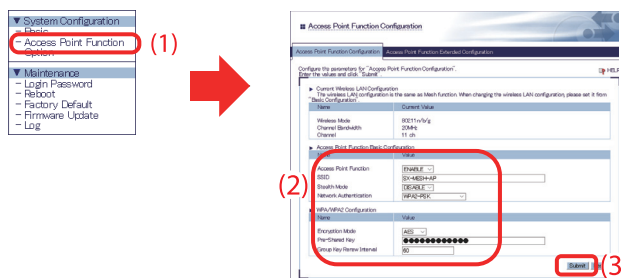 ▼ System Configuration
- Basic
- Access Point Function
- Option
(1)
▼ Maintenance
- Login Password
- Reboot
- Factory Default
- Firmware Update
- Log
Access Point Function Configuration
Access Point Function Configuration Access Point Function Extended Configuration
Configure the parameters for "Access Point Function Configuration".
Enter the values and click "Submit".
HELP
► Current Wireless LAN Configuration
The wireless LAN configuration is the same as Mesh function. When changing the wireless LAN configuration, please set it from
"Basic Configuration".
Name Current Value
Wireless Mode 802.11n/b/g
Channel Bandwidth 20MHz
Channel 11 ch
► Access Point Function Basic Configuration
Name Value
(2)
Access Point Function ENABLE
SSID SX-MESH-AP
Stealth Mode DISABLE
Network Authentication WPA2-PSK
WPA/WPA2 Configuration
Name Value
Encryption Mode AES
Pre-Shared Key ●●●●●●●●●●●●
Group Key Renew Interval 60
Submit
(3